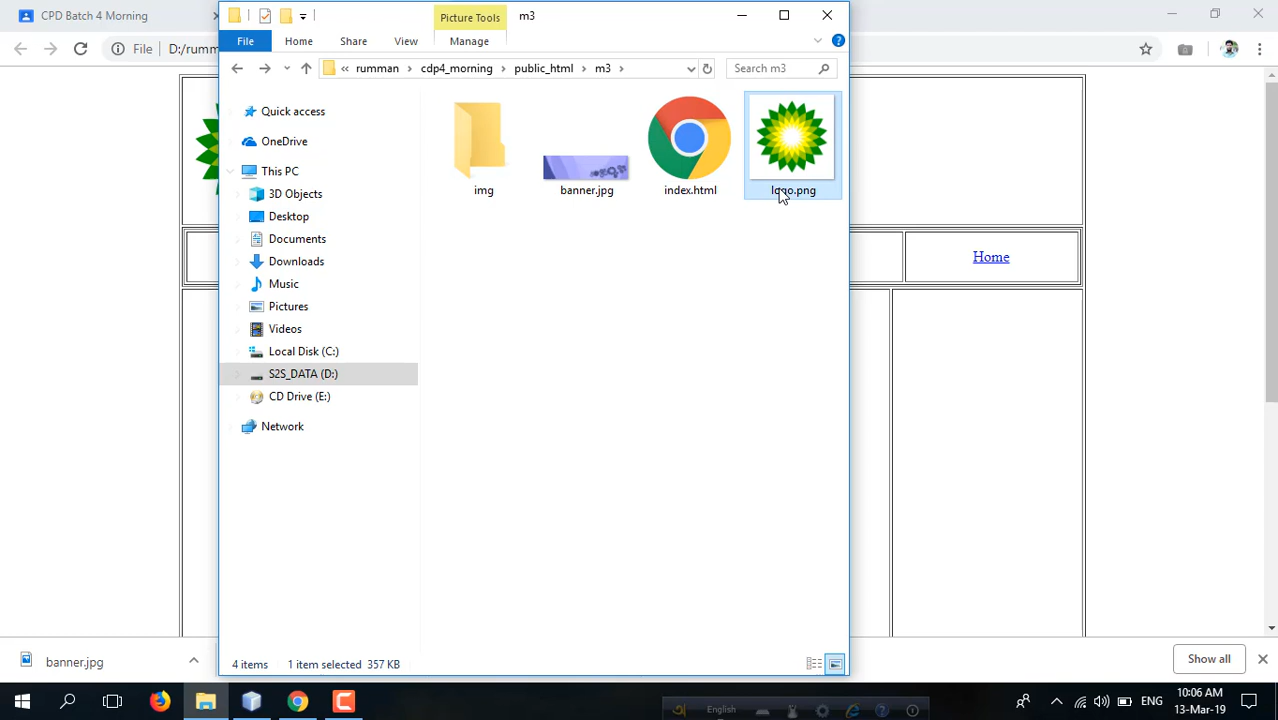 CPD Batch 4 Morning
Picture Tools
m3
File
Home
Share
View
Manage
File
D:/rumm
rumman
cdp4_morning
public_html
m3
Search m3
Quick access
OneDrive
This PC
3D Objects
Desktop
Documents
Downloads
Music
Pictures
Videos
Local Disk (C:)
S2S_DATA (D:)
CD Drive (E:)
Network
img
banner.jpg
index.html
logo.png
Home
4 items
1 item selected 357 KB
banner.jpg
Show all
English
ENG
10:06 AM
13-Mar-19